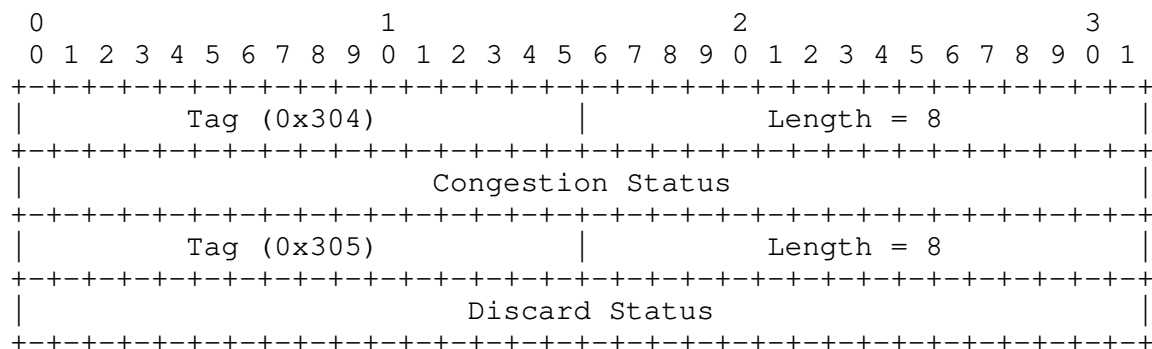 0                   1                   2                   3
 0 1 2 3 4 5 6 7 8 9 0 1 2 3 4 5 6 7 8 9 0 1 2 3 4 5 6 7 8 9 0 1
+-+-+-+-+-+-+-+-+-+-+-+-+-+-+-+-+-+-+-+-+-+-+-+-+-+-+-+-+-+-+-+-+
|         Tag (0x304)           |          Length = 8           |
+-+-+-+-+-+-+-+-+-+-+-+-+-+-+-+-+-+-+-+-+-+-+-+-+-+-+-+-+-+-+-+-+
|                       Congestion Status                       |
+-+-+-+-+-+-+-+-+-+-+-+-+-+-+-+-+-+-+-+-+-+-+-+-+-+-+-+-+-+-+-+-+
|         Tag (0x305)           |          Length = 8           |
+-+-+-+-+-+-+-+-+-+-+-+-+-+-+-+-+-+-+-+-+-+-+-+-+-+-+-+-+-+-+-+-+
|                         Discard Status                        |
+-+-+-+-+-+-+-+-+-+-+-+-+-+-+-+-+-+-+-+-+-+-+-+-+-+-+-+-+-+-+-+-+